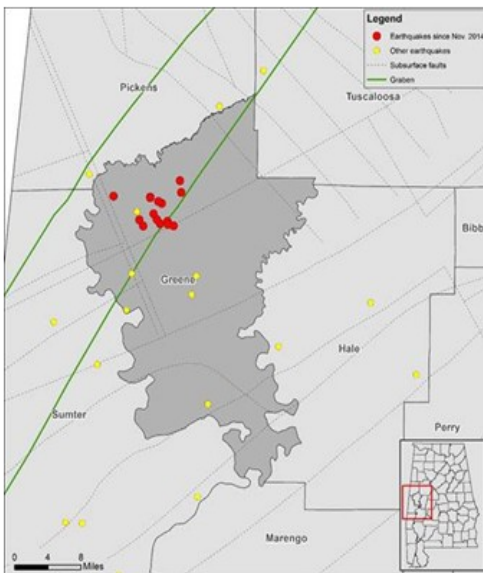 Legend
Earthquakes since Nov. 2014
Other earthquakes
Subsurface faults
Graben
Pickens
Tuscaloosa
Bibb
Greene
Hale
Sumter
Perry
Marengo
0 4 8
Miles